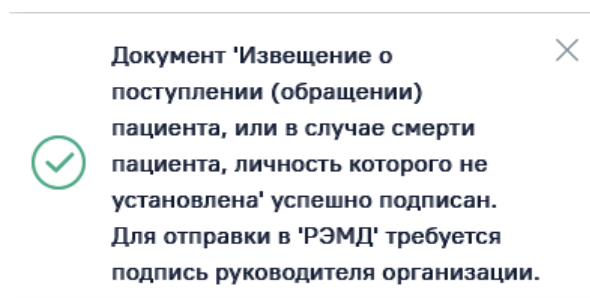 Документ 'Извещение о
поступлении (обращении)
пациента, или в случае смерти
пациента, личность которого не
установлена' успешно подписан.
Для отправки в 'РЭМД' требуется
подпись руководителя организации.